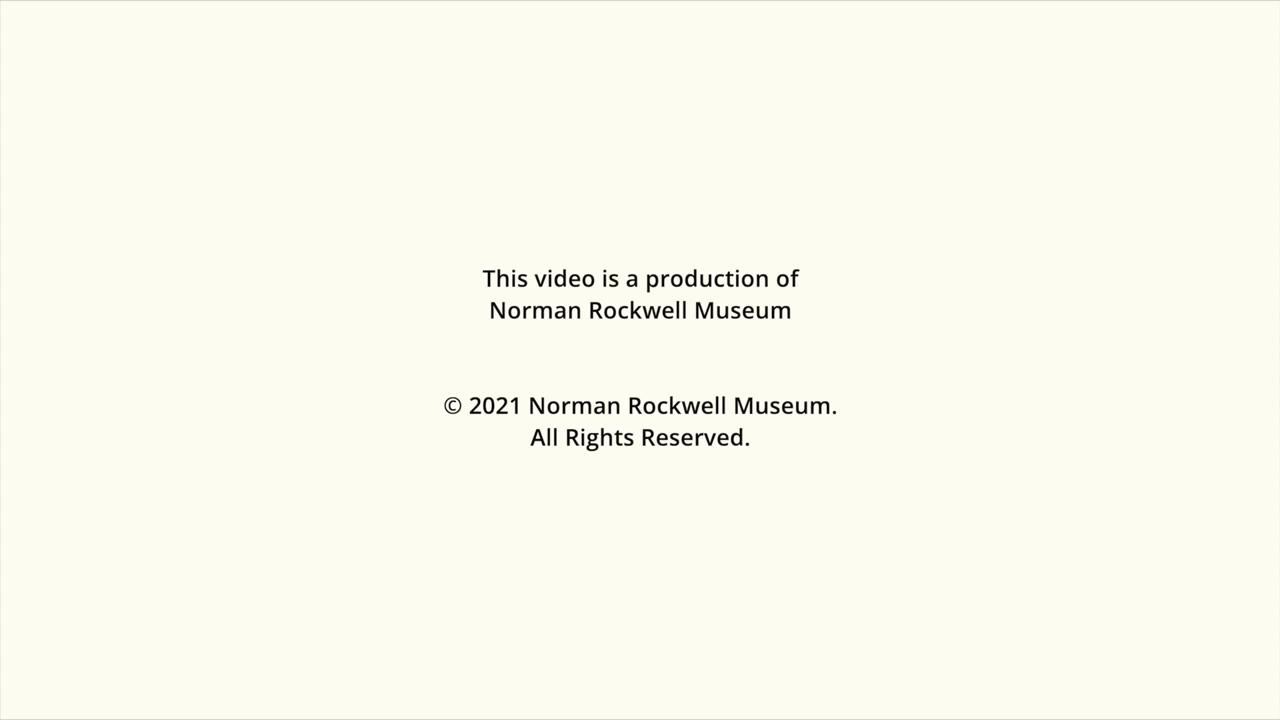 This video is a production of
Norman Rockwell Museum
© 2021 Norman Rockwell Museum.
All Rights Reserved.